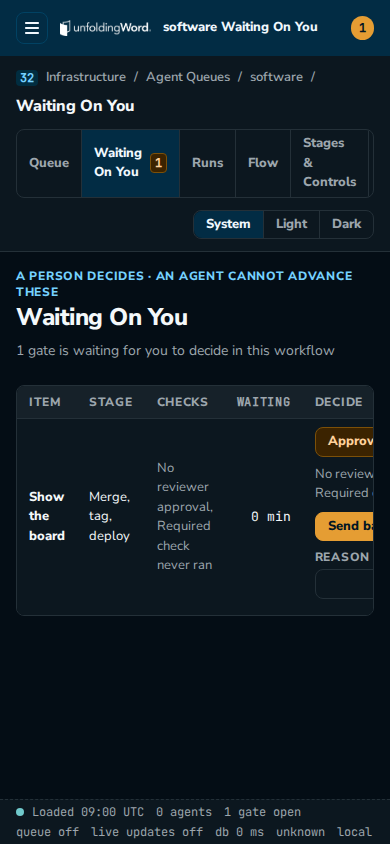 unfoldingWord. software Waiting On You 1
32 Infrastructure / Agent Queues / software /
Waiting On You
Queue
Waiting On You 1
Runs
Flow
Stages & Controls
System Light Dark
A PERSON DECIDES · AN AGENT CANNOT ADVANCE
THESE
Waiting On You
1 gate is waiting for you to decide in this workflow
ITEM STAGE CHECKS WAITING DECIDE
Show
the
board
Merge,
tag,
deploy
No
reviewer
approval,
Required
check
never ran
0 min
Approv
No review
Required
Send ba
REASON
Loaded 09:00 UTC 0 agents 1 gate open
queue off live updates off db 0 ms unknown local